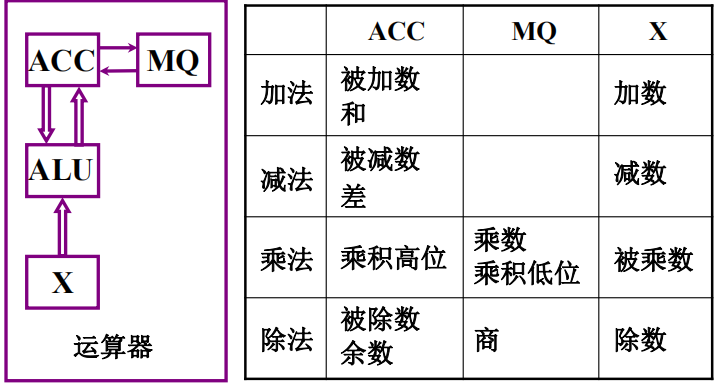 ACC MQ
ALU
X
运算器
ACC MQ X
加法 被加数 加数
和
减法 被减数 减数
差
乘法 乘积高位 乘数 被乘数
乘积低位
除法 被除数 商 除数
余数